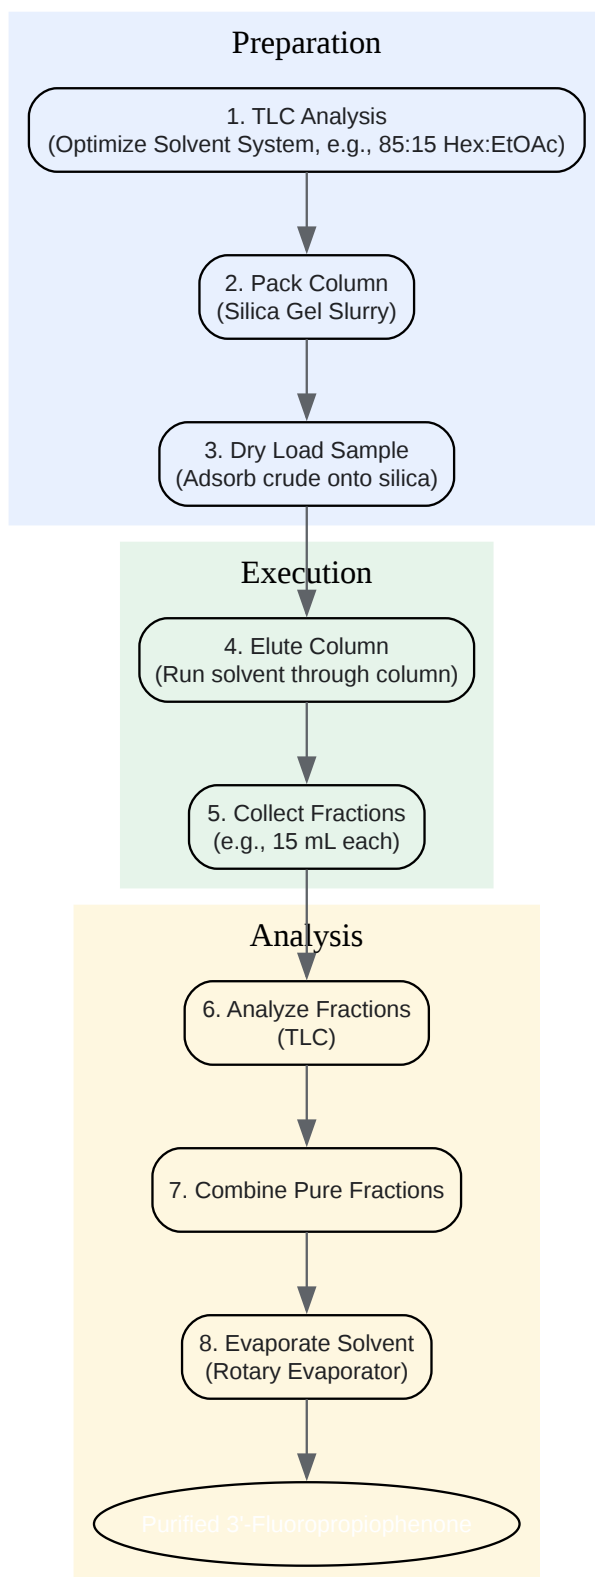 Preparation
1. TLC Analysis
(Optimize Solvent System, e.g., 85:15 Hex:EtOAc)
2. Pack Column
(Silica Gel Slurry)
3. Dry Load Sample
(Adsorb crude onto silica)
Execution
4. Elute Column
(Run solvent through column)
5. Collect Fractions
(e.g., 15 mL each)
Analysis
6. Analyze Fractions
(TLC)
7. Combine Pure Fractions
8. Evaporate Solvent
(Rotary Evaporator)
Purified 3'-Fluoropropiophenone